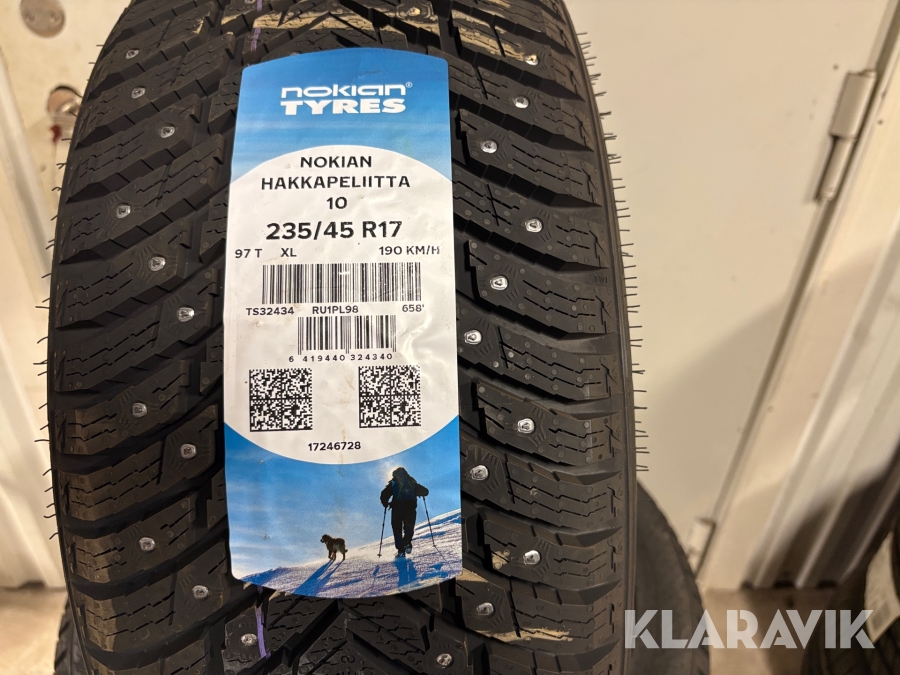 nokian®
TYRES
NOKIAN
HAKKAPELIITTA
10
235/45 R17
97 T XL 190 KM/H
TS32434 RU1PL98 658'
6 419440 324340
17246728
KLARAVIK